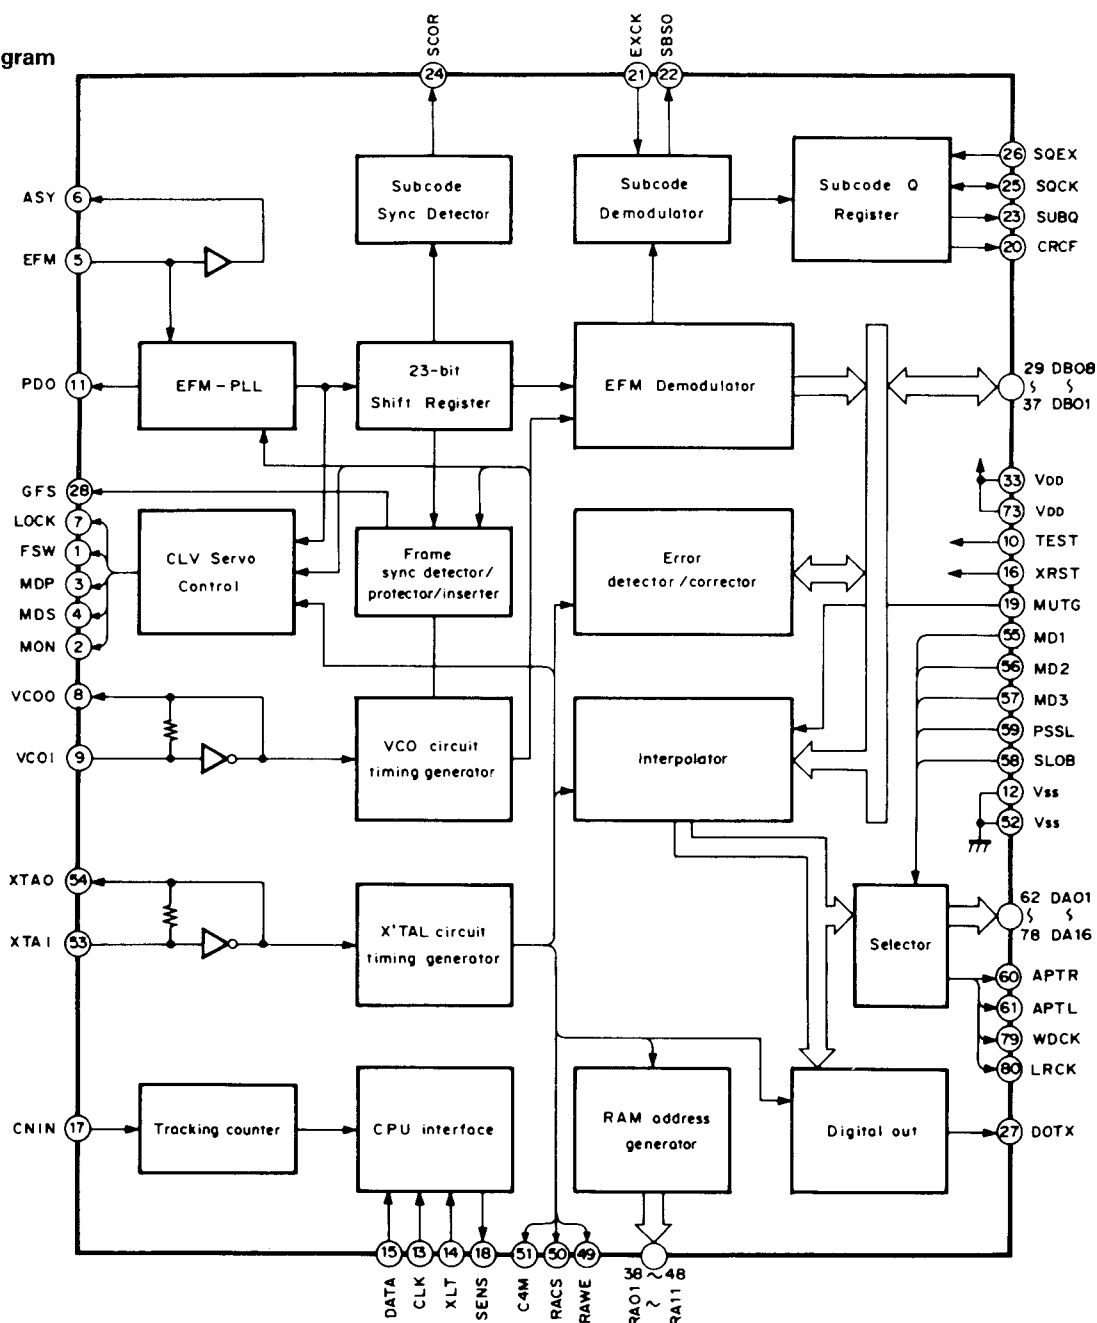 gram
SCOR
EXCK
SBSO
24
21
22
ASY 6
EFM 5
Subcode
Sync Detector
Subcode
Demodulator
Subcode Q
Register
26 SQEX
25 SQCK
23 SUBQ
20 CRCF
PDO 11
EFM-PLL
23-bit
Shift Register
EFM Demodulator
29 DB08
37 DB01
GFS 28
LOCK 7
FSW 1
MDP 3
MDS 4
MON 2
CLV Servo
Control
Frame
sync detector/
protector/inserter
Error
detector/corrector
33 VDD
73 VDD
10 TEST
16 XRST
19 MUTG
55 MD1
56 MD2
57 MD3
59 PSSL
58 SLOB
12 Vss
52 Vss
VCOO 8
VCOI 9
VCO circuit
timing generator
Interpolator
XTAO 54
XTAI 53
X'TAL circuit
timing generator
Selector
62 DA01
78 DA16
60 APTR
61 APTL
79 WDCK
80 LRCK
CNIN 17
Tracking counter
CPU interface
RAM address
generator
Digital out
27 DOTX
15
13
14
18
51
50
49
38 ~ 48
DATA
CLK
XLT
SENS
C4M
RACS
RAWE
RA01 ~ RA11